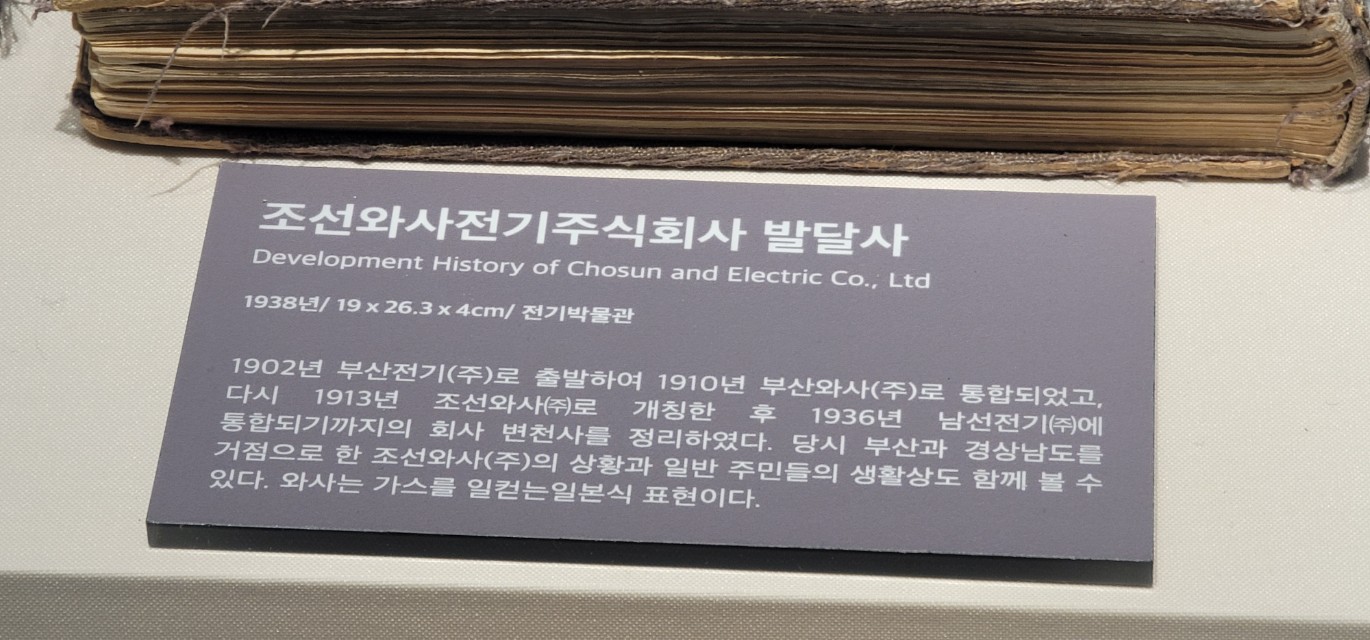 조선와사전기주식회사 발달사
Development History of Chosun and Electric Co., Ltd
1938년/ 19 x 26.3 x 4cm/ 전기박물관
1902년 부산전기(주)로 출발하여 1910년 부산와사(주)로 통합되었고,
다시 1913년 조선와사㈜로 개칭한 후 1936년 남선전기㈜에
통합되기까지의 회사 변천사를 정리하였다. 당시 부산과 경상남도를
거점으로 한 조선와사(주)의 상황과 일반 주민들의 생활상도 함께 볼 수
있다. 와사는 가스를 일컫는일본식 표현이다.